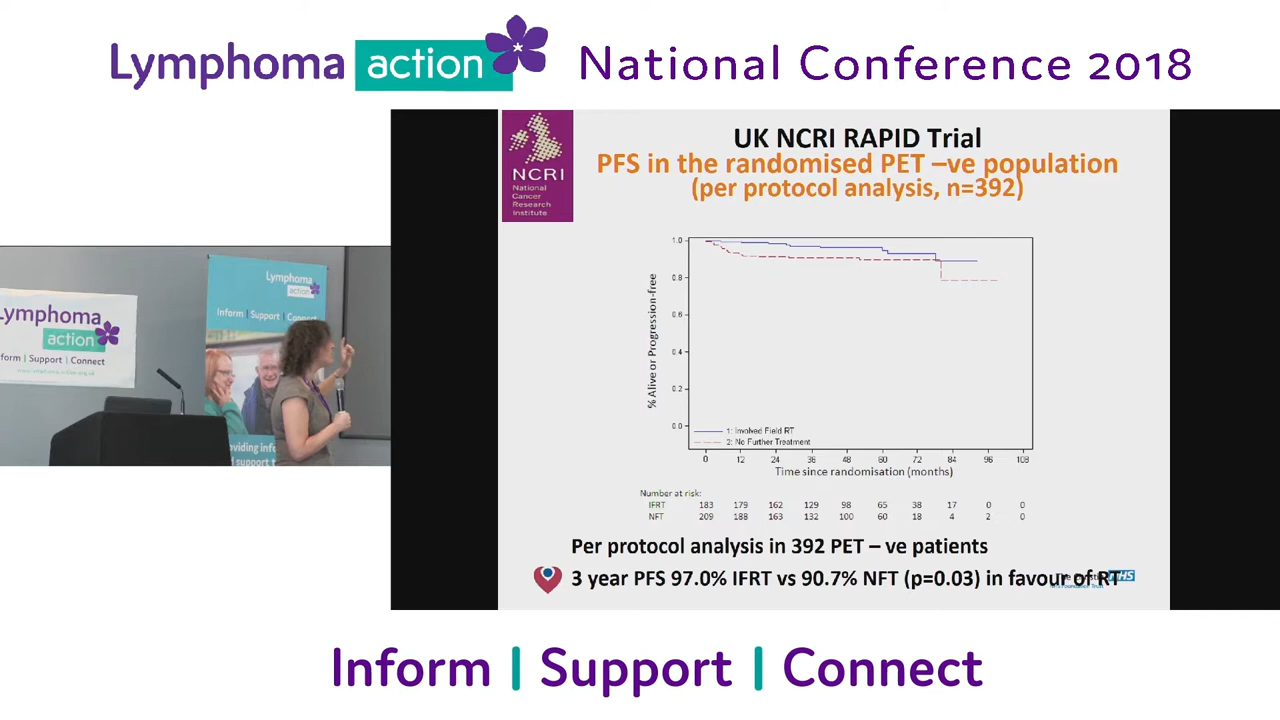 Lymphoma action National Conference 2018
NCRI
National
Cancer
Research
Institute
UK NCRI RAPID Trial
PFS in the randomised PET –ve population
(per protocol analysis, n=392)
1.0
0.8
0.6
0.4
0.2
0.0
% Alive or Progression-free
1: Involved Field RT
2: No Further Treatment
0 12 24 36 48 60 72 84 96 108
Time since randomisation (months)
Number at risk:
IFRT 183 179 162 129 98 65 38 17 0 0
NFT 209 188 163 132 100 60 18 4 2 0
Per protocol analysis in 392 PET – ve patients
3 year PFS 97.0% IFRT vs 90.7% NFT (p=0.03) in favour of RT
NHS
Lymphoma
action
Inform | Support | Connect
Lymphoma
action
Inform | Support | Connect
Inform | Support | Connect